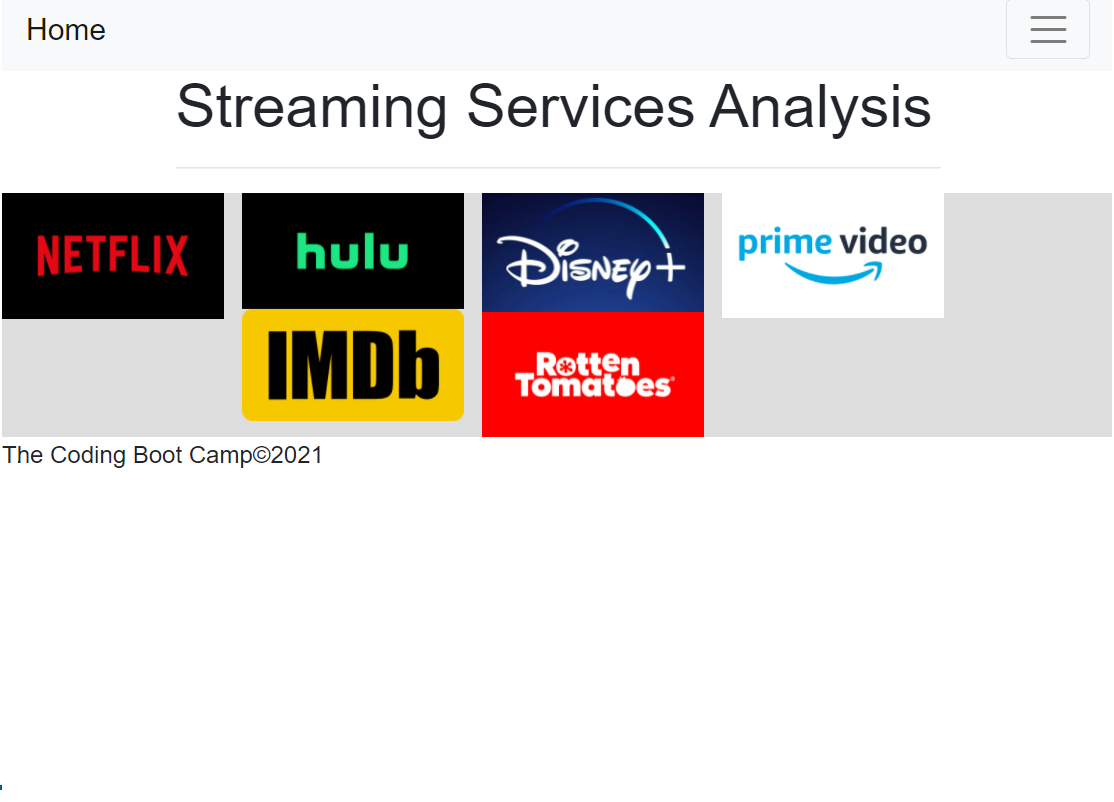 Home
Streaming Services Analysis
NETFLIX
hulu
Disney+
prime video
IMDb
Rotten
Tomatoes®
The Coding Boot Camp©2021